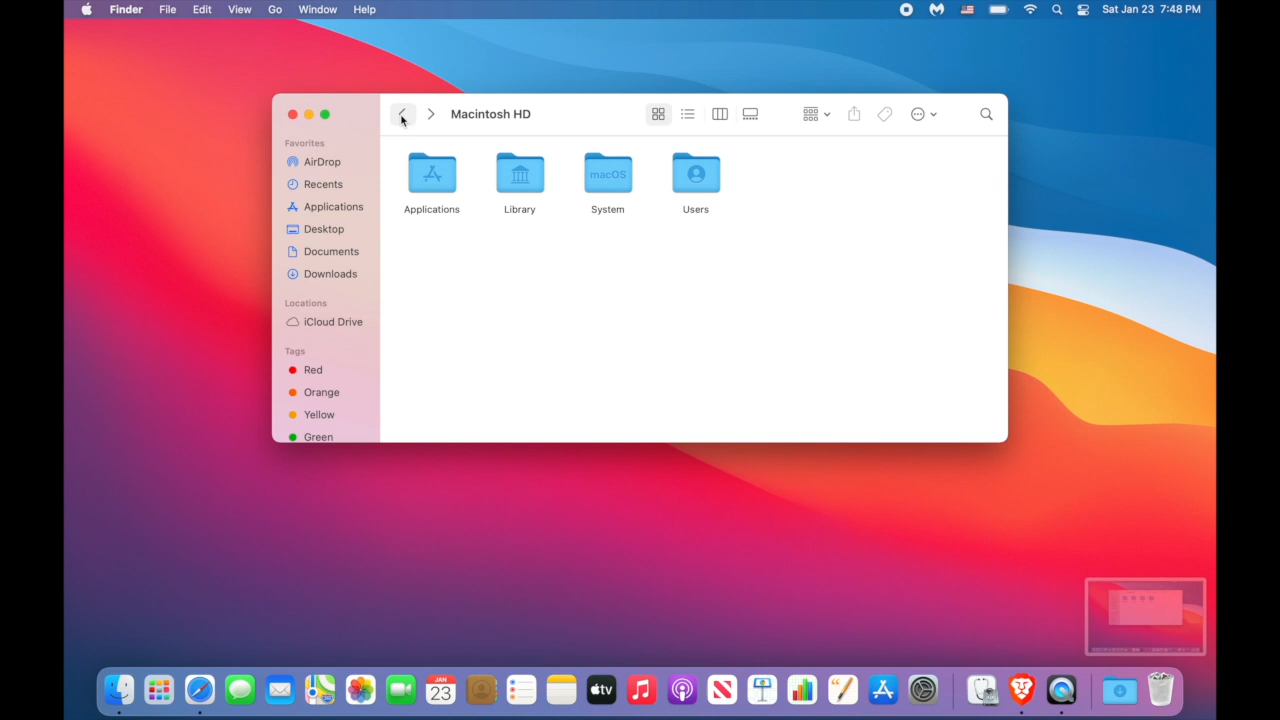 Finder File Edit View Go Window Help Sat Jan 23 7:48 PM
Macintosh HD
Favorites
AirDrop
Recents
Applications
Desktop
Documents
Downloads
Locations
iCloud Drive
Tags
Red
Orange
Yellow
Green
macOS
Applications Library System Users
JAN
23
tv